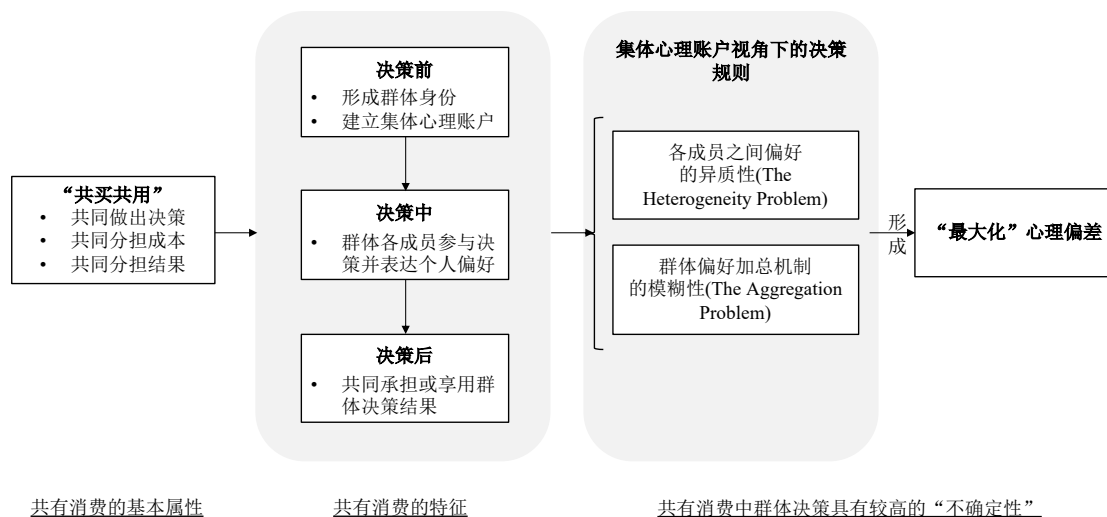 “共买共用”
• 共同做出决策
• 共同分担成本
• 共同分担结果
决策前
• 形成群体身份
• 建立集体心理账户
决策中
• 群体各成员参与决
策并表达个人偏好
决策后
• 共同承担或享用群
体决策结果
集体心理账户视角下的决策
规则
各成员之间偏好
的异质性(The
Heterogeneity Problem)
群体偏好加总机制
的模糊性(The Aggregation
Problem)
形
成
“最大化”心理偏差
共有消费的基本属性
共有消费的特征
共有消费中群体决策具有较高的“不确定性”